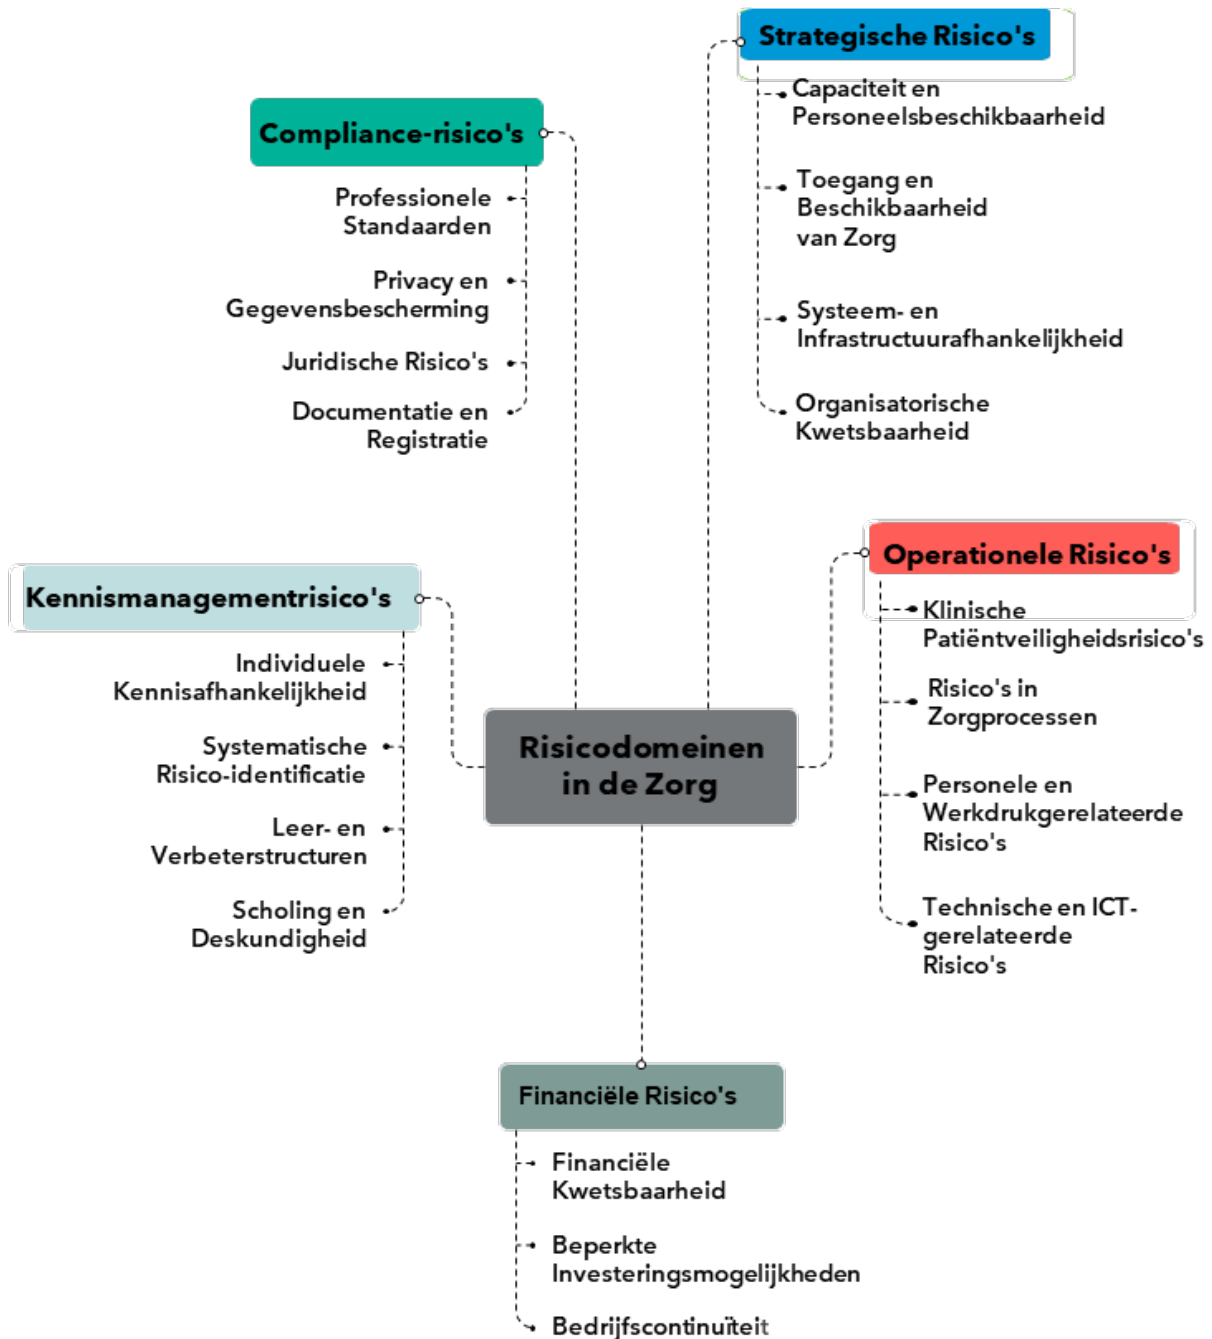 Strategische Risico's
Capaciteit en
Personeelsbeschikbaarheid
Toegang en
Beschikbaarheid
van Zorg
Systeem- en
Infrastructuurafhankelijkheid
Organisatorische
Kwetsbaarheid
Compliance-risico's
Professionele
Standaarden
Privacy en
Gegevensbescherming
Juridische Risico's
Documentatie en
Registratie
Operationele Risico's
Klinische
Patiëntveiligheidsrisico's
Risico's in
Zorgprocessen
Personele en
Werkdrukgerelateerde
Risico's
Technische en ICT-
gerelateerde
Risico's
Kennismanagementrisico's
Individuele
Kennisafhankelijkheid
Systematische
Risico-identificatie
Leer- en
Verbeterstructuren
Scholing en
Deskundigheid
Risicodomeinen
in de Zorg
Financiële Risico's
Financiële
Kwetsbaarheid
Beperkte
Investeringsmogelijkheden
Bedrijfscontinuïteit